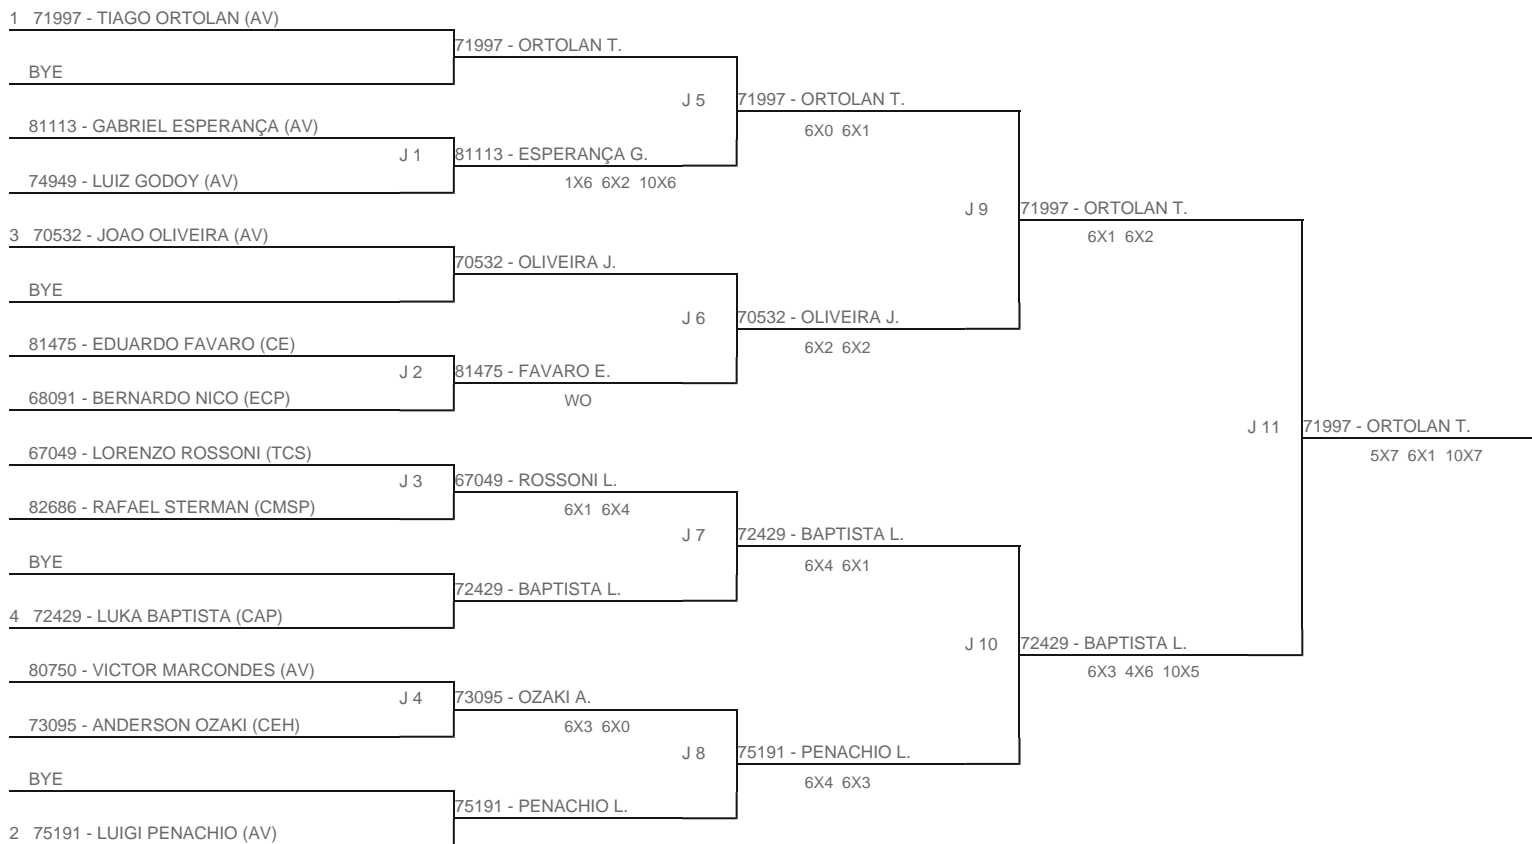 1 71997 - TIAGO ORTOLAN (AV)
71997 - ORTOLAN T.
BYE
J 5
71997 - ORTOLAN T.
6X0 6X1
81113 - GABRIEL ESPERANÇA (AV)
J 1
81113 - ESPERANÇA G.
1X6 6X2 10X6
74949 - LUIZ GODOY (AV)
J 9
71997 - ORTOLAN T.
6X1 6X2
3 70532 - JOAO OLIVEIRA (AV)
70532 - OLIVEIRA J.
BYE
J 6
70532 - OLIVEIRA J.
6X2 6X2
81475 - EDUARDO FAVARO (CE)
J 2
81475 - FAVARO E.
WO
68091 - BERNARDO NICO (ECP)
J 11
71997 - ORTOLAN T.
5X7 6X1 10X7
67049 - LORENZO ROSSONI (TCS)
J 3
67049 - ROSSONI L.
6X1 6X4
82686 - RAFAEL STERMAN (CMSP)
J 7
72429 - BAPTISTA L.
6X4 6X1
BYE
72429 - BAPTISTA L.
4 72429 - LUKA BAPTISTA (CAP)
J 10
72429 - BAPTISTA L.
6X3 4X6 10X5
80750 - VICTOR MARCONDES (AV)
J 4
73095 - OZAKI A.
6X3 6X0
73095 - ANDERSON OZAKI (CEH)
J 8
75191 - PENACHIO L.
6X4 6X3
BYE
75191 - PENACHIO L.
2 75191 - LUIGI PENACHIO (AV)